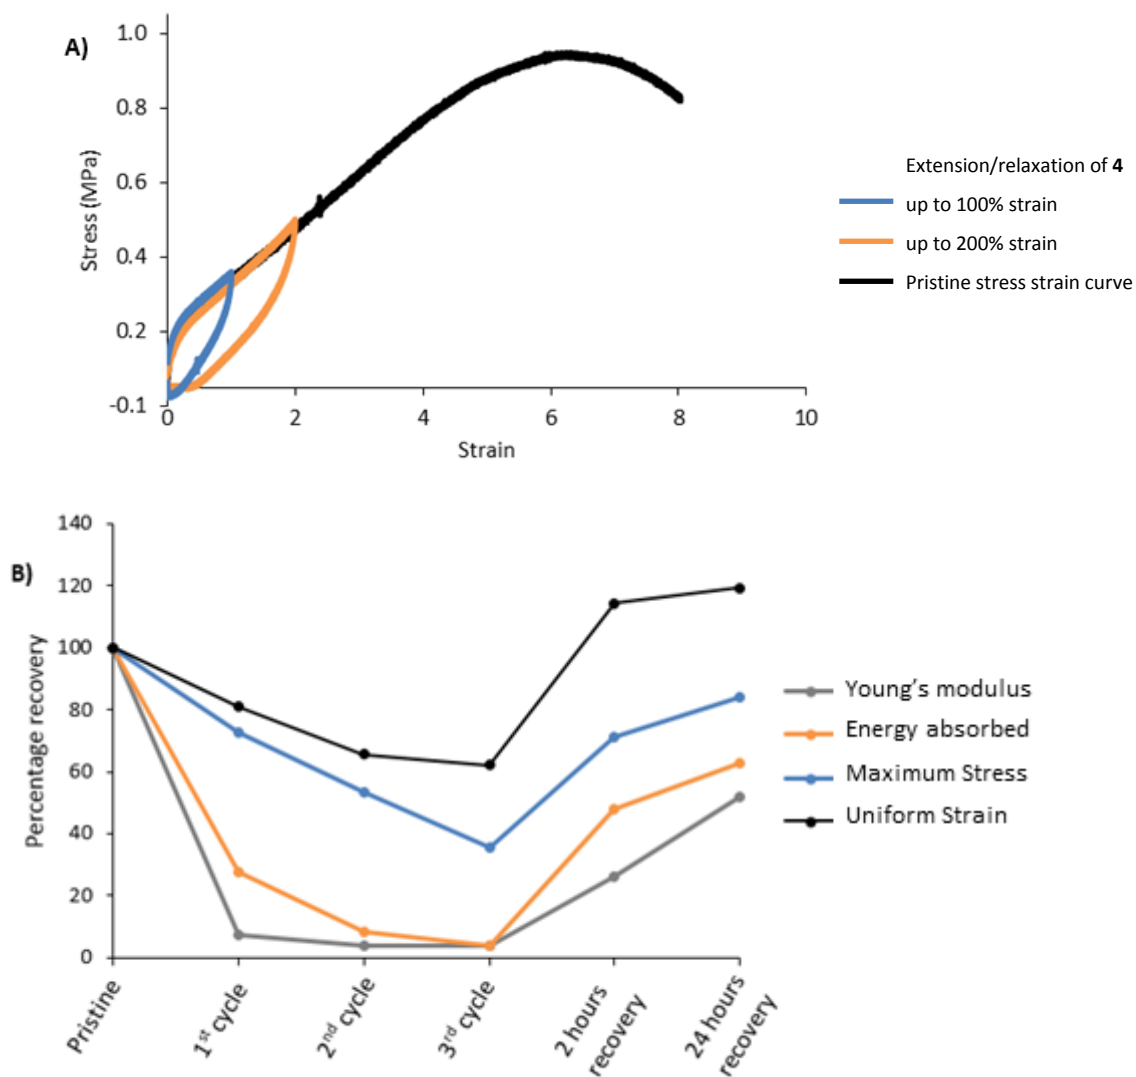 A)
Stress (MPa)
1.0
0.8
0.6
0.4
0.2
-0.1
0 2 4 6 8 10
Strain
Extension/relaxation of 4
up to 100% strain
up to 200% strain
Pristine stress strain curve
B)
Percentage recovery
140
120
100
80
60
40
20
0
Pristine
1st cycle
2nd cycle
3rd cycle
2 hours
recovery
24 hours
recovery
Young's modulus
Energy absorbed
Maximum Stress
Uniform Strain